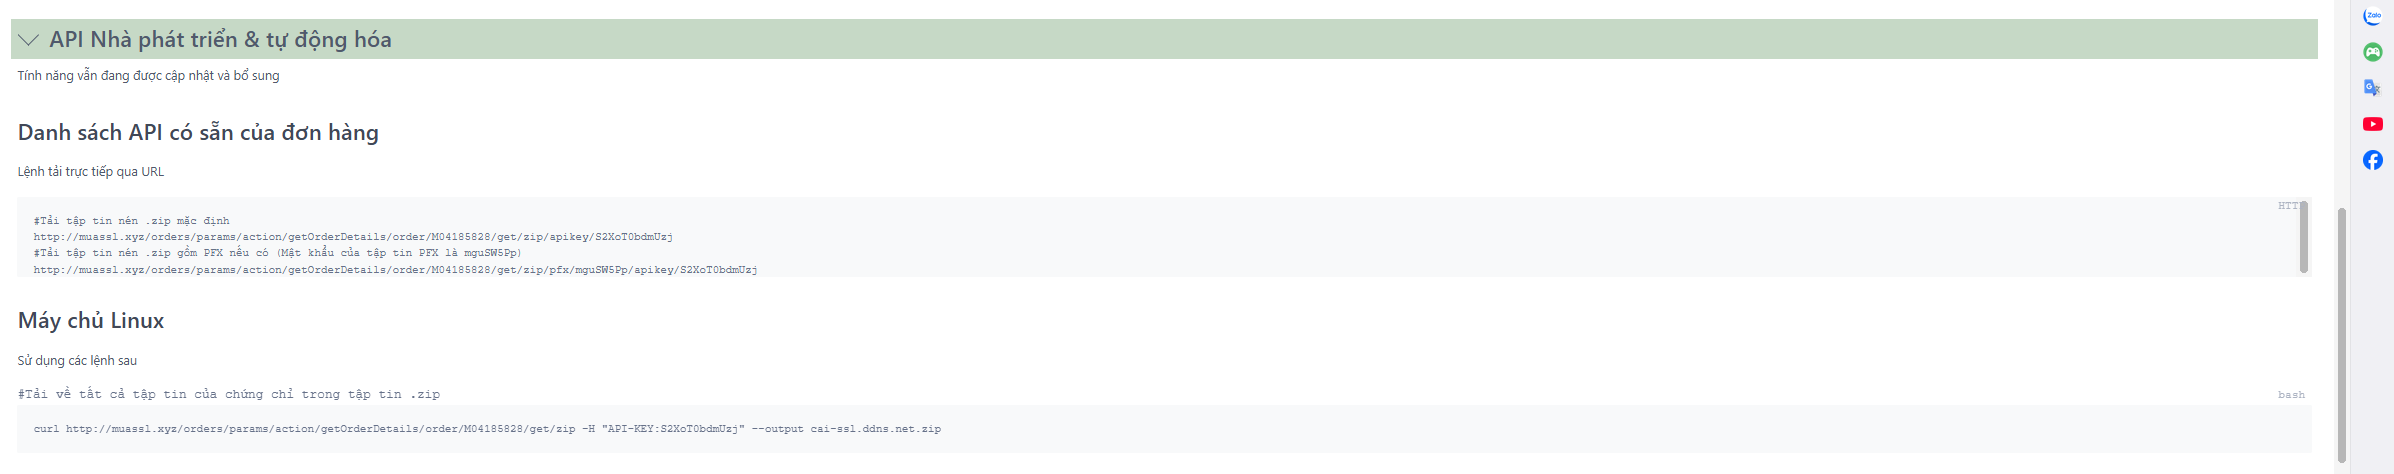 API Nhà phát triển & tự động hóa
Tính năng vẫn đang được cập nhật và bổ sung
Danh sách API có sẵn của đơn hàng
Lệnh tải trực tiếp qua URL
HTT
#Tải tập tin nén .zip mặc định
http://muassl.xyz/orders/params/action/getOrderDetails/order/M04185828/get/zip/apikey/S2XoT0bdmUzj
#Tải tập tin nén .zip gồm PFX nếu có (Mật khẩu của tập tin PFX là mguSW5Pp)
http://muassl.xyz/orders/params/action/getOrderDetails/order/M04185828/get/zip/pfx/mguSW5Pp/apikey/S2XoT0bdmUzj
Máy chủ Linux
Sử dụng các lệnh sau
#Tải về tất cả tập tin của chứng chỉ trong tập tin .zip
bash
curl http://muassl.xyz/orders/params/action/getOrderDetails/order/M04185828/get/zip -H "API-KEY:S2XoT0bdmUzj" --output cai-ssl.ddns.net.zip
Zalo